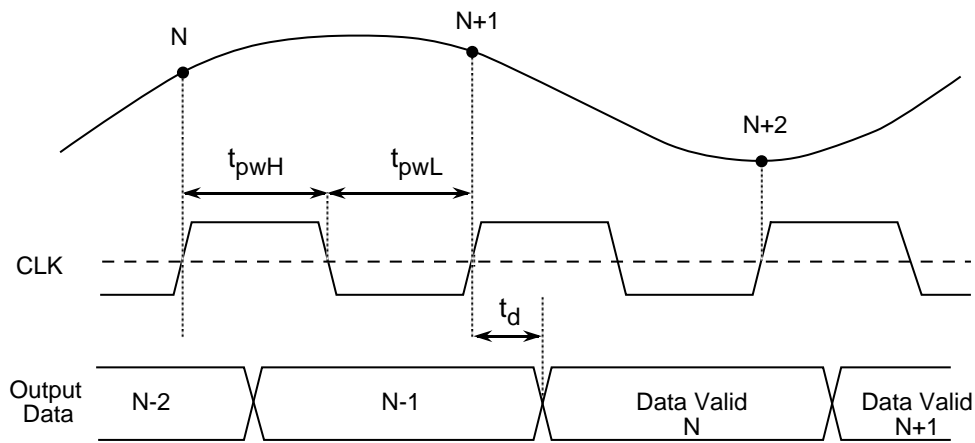 N
N+1
N+2
tpwH
tpwL
CLK
td
Output
Data
N-2
N-1
Data Valid
N
Data Valid
N+1